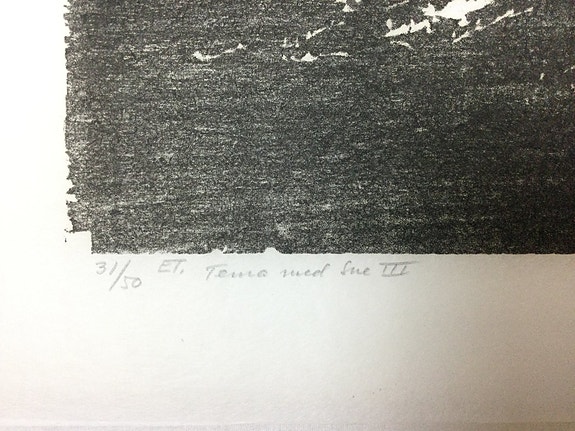 31/50 ET. Tema med Sne III